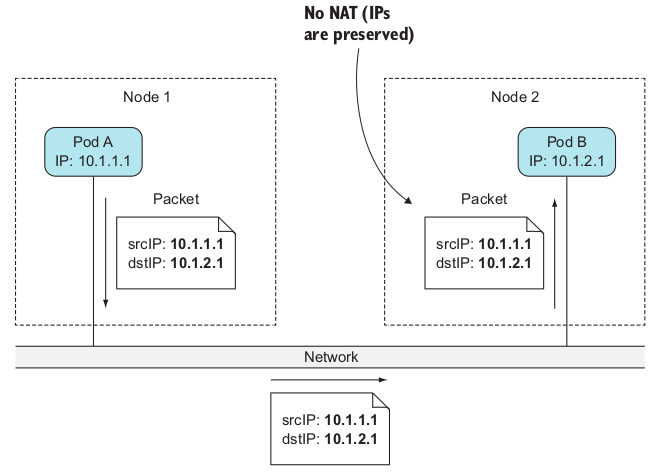 No NAT (IPs
are preserved)
Node 1
Node 2
Pod A
IP: 10.1.1.1
Pod B
IP: 10.1.2.1
Packet
srcIP: 10.1.1.1
dstIP: 10.1.2.1
Packet
srcIP: 10.1.1.1
dstIP: 10.1.2.1
Network
srcIP: 10.1.1.1
dstIP: 10.1.2.1